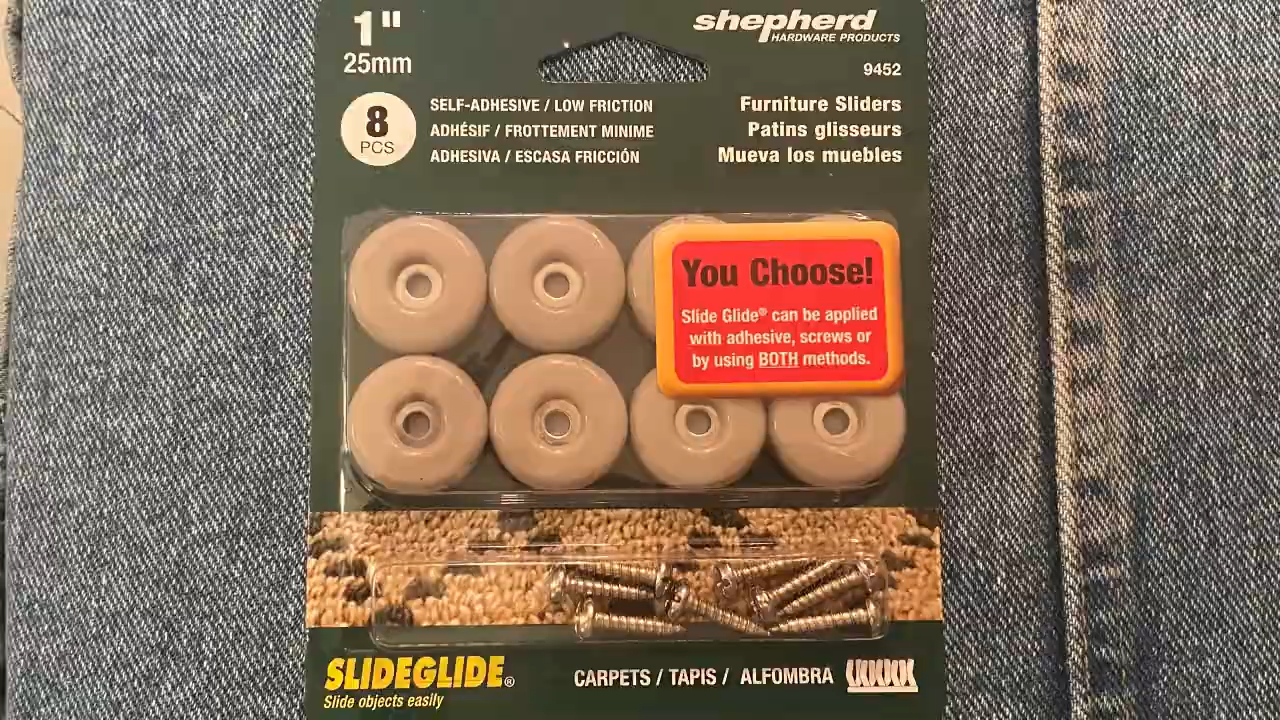 1"
25mm
shepherd
HARDWARE PRODUCTS
9452
8
PCS
SELF-ADHESIVE / LOW FRICTION
ADHÉSIF / FROTTEMENT MINIME
ADHESIVA / ESCASA FRICCIÓN
Furniture Sliders
Patins glisseurs
Mueva los muebles
You Choose!
Slide Glide® can be applied
with adhesive, screws or
by using BOTH methods.
SLIDEGLIDE®
Slide objects easily
CARPETS / TAPIS / ALFOMBRA